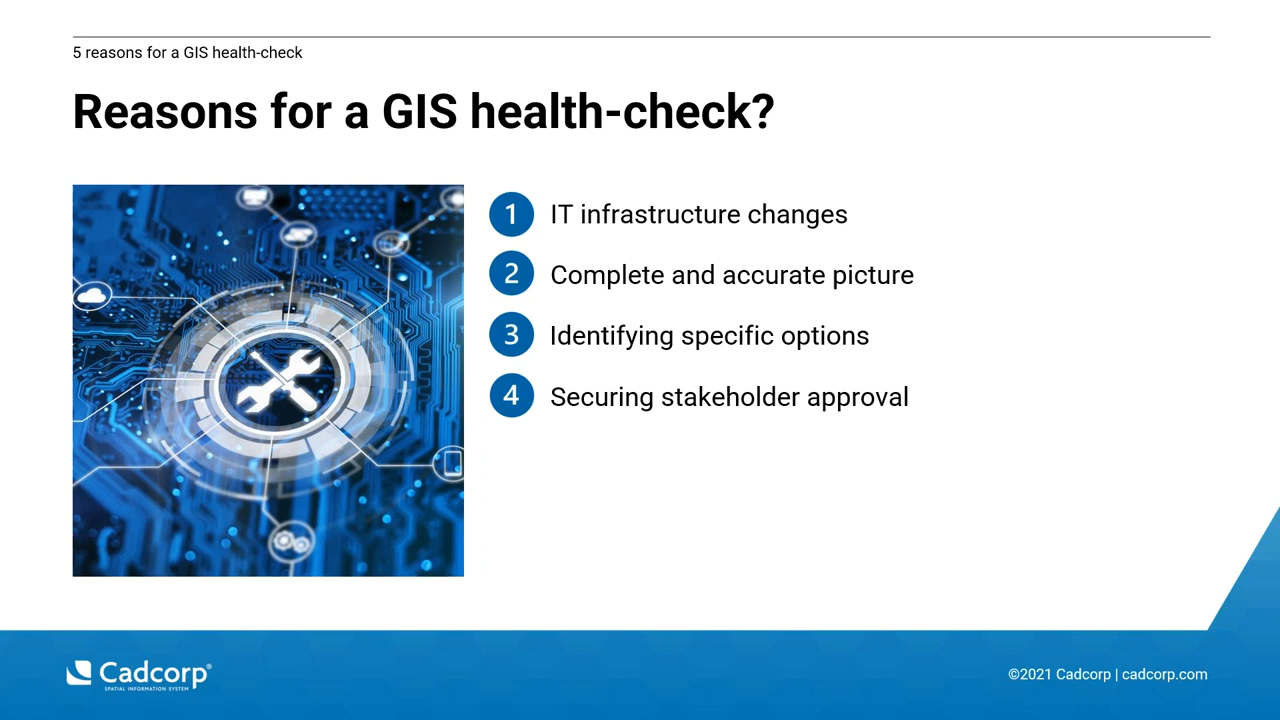 5 reasons for a GIS health-check
Reasons for a GIS health-check?
1 IT infrastructure changes
2 Complete and accurate picture
3 Identifying specific options
4 Securing stakeholder approval
Cadcorp®
SPATIAL INFORMATION SYSTEM
©2021 Cadcorp | cadcorp.com